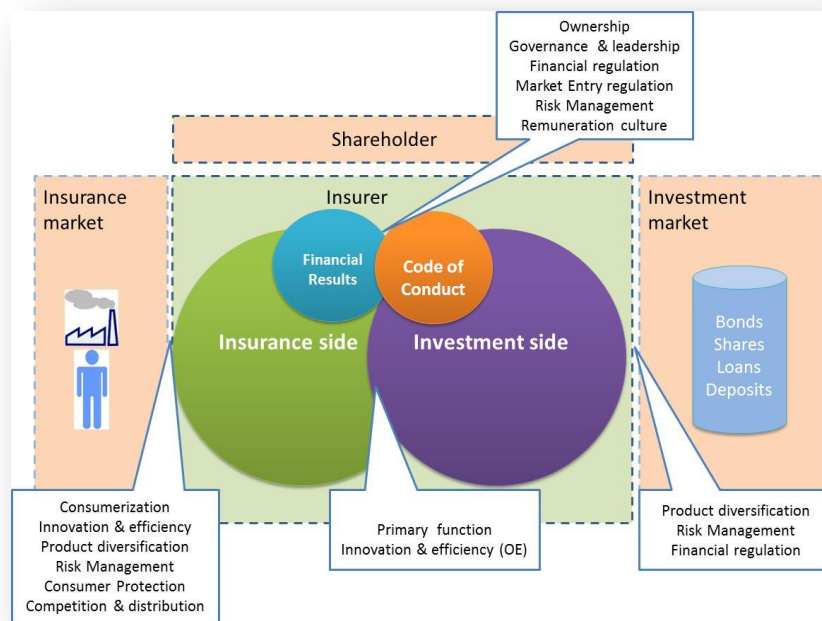 Ownership
Governance & leadership
Financial regulation
Market Entry regulation
Risk Management
Remuneration culture
Shareholder
Insurance
market
Insurer
Investment
market
Financial
Results
Code of
Conduct
Insurance side
Investment side
Bonds
Shares
Loans
Deposits
Consumerization
Innovation & efficiency
Product diversification
Risk Management
Consumer Protection
Competition & distribution
Primary function
Innovation & efficiency (OE)
Product diversification
Risk Management
Financial regulation